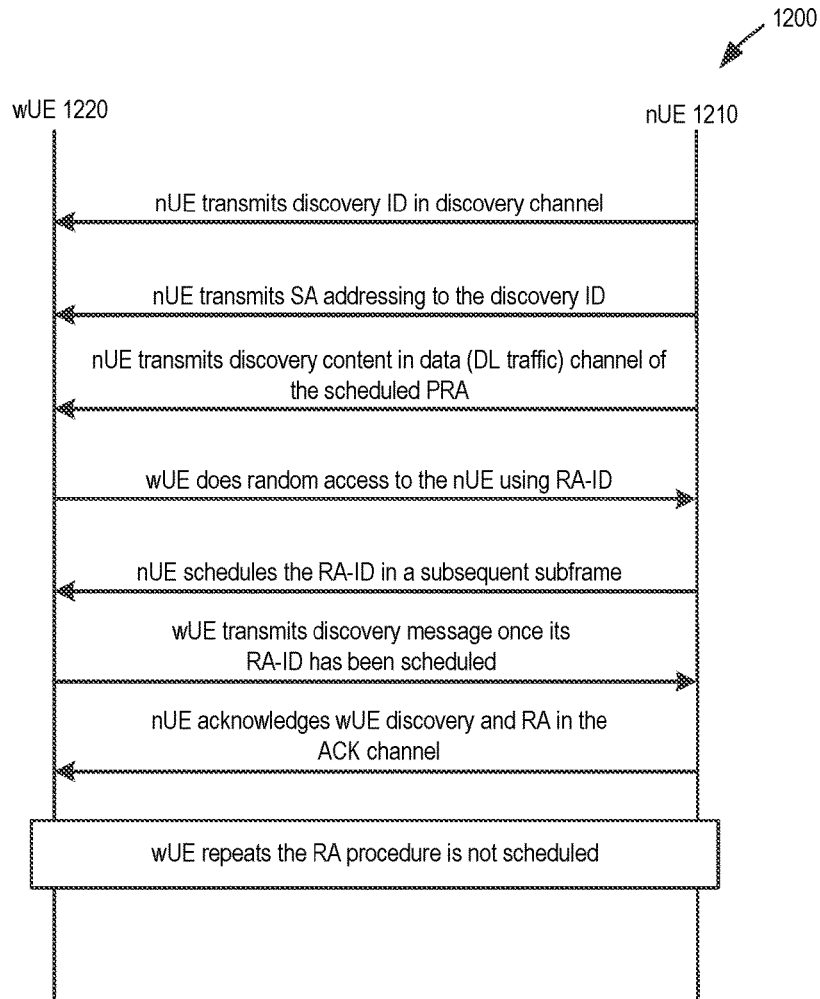 1200
wUE 1220
nUE 1210
nUE transmits discovery ID in discovery channel
nUE transmits SA addressing to the discovery ID
nUE transmits discovery content in data (DL traffic) channel of
the scheduled PRA
wUE does random access to the nUE using RA-ID
nUE schedules the RA-ID in a subsequent subframe
wUE transmits discovery message once its
RA-ID has been scheduled
nUE acknowledges wUE discovery and RA in the
ACK channel
wUE repeats the RA procedure is not scheduled